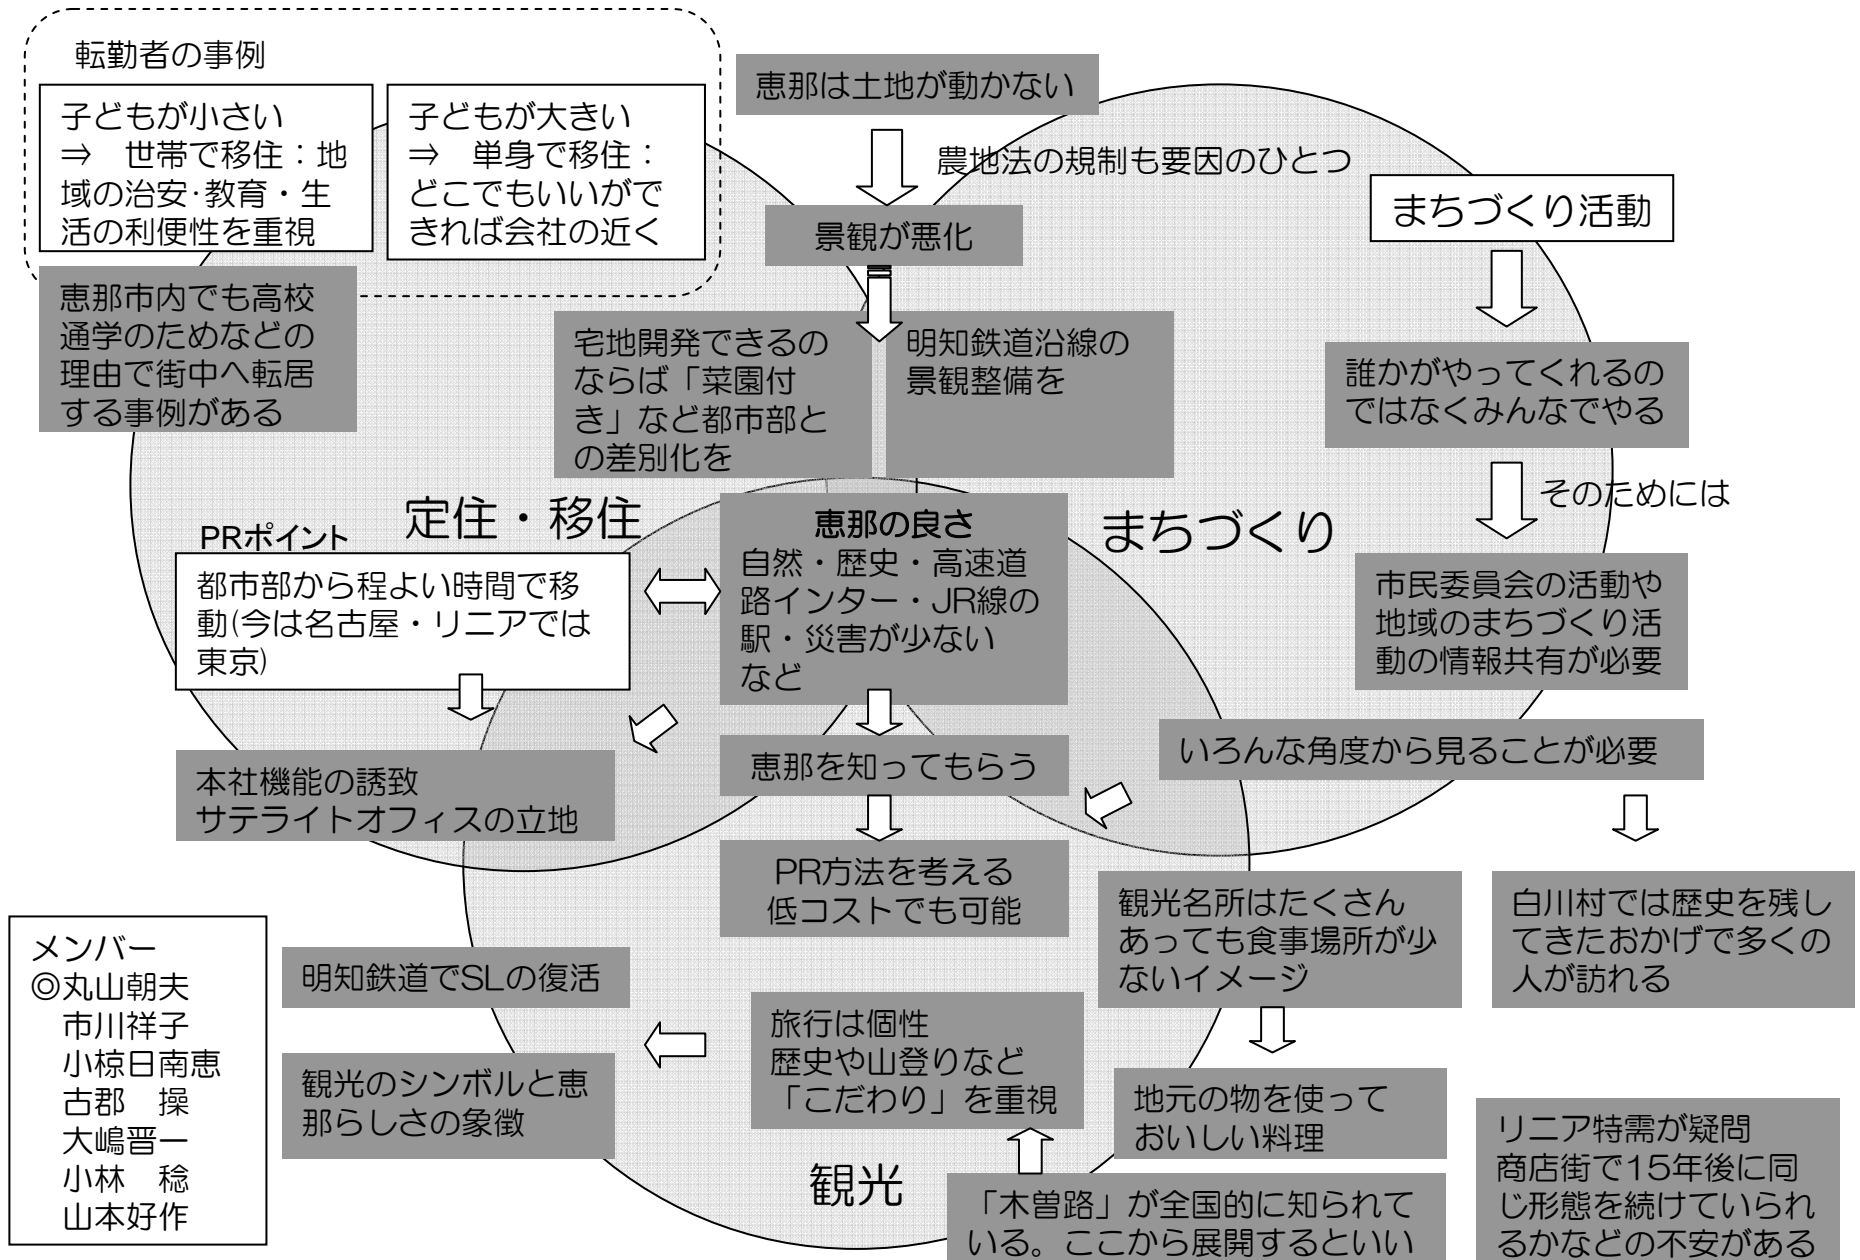 転勤者の事例
子どもが小さい
⇒　世帯で移住：地
域の治安･教育・生
活の利便性を重視
子どもが大きい
⇒　単身で移住：
どこでもいいがで
きれば会社の近く
恵那市内でも高校
通学のためなどの
理由で街中へ転居
する事例がある
恵那は土地が動かない
農地法の規制も要因のひとつ
景観が悪化
宅地開発できるの
ならば「菜園付
き」など都市部と
の差別化を
明知鉄道沿線の
景観整備を
まちづくり活動
誰かがやってくれるの
ではなくみんなでやる
そのためには
市民委員会の活動や
地域のまちづくり活
動の情報共有が必要
定住・移住
まちづくり
PRポイント
都市部から程よい時間で移
動(今は名古屋・リニアでは
東京)
恵那の良さ
自然・歴史・高速道
路インター・JR線の
駅・災害が少ない
など
本社機能の誘致
サテライトオフィスの立地
恵那を知ってもらう
いろんな角度から見ることが必要
PR方法を考える
低コストでも可能
観光名所はたくさん
あっても食事場所が少
ないイメージ
白川村では歴史を残し
てきたおかげで多くの
人が訪れる
メンバー
◎丸山朝夫
市川祥子
小椋日南恵
古郡　操
大嶋晋一
小林　稔
山本好作
明知鉄道でSLの復活
観光のシンボルと恵
那らしさの象徴
旅行は個性
歴史や山登りなど
「こだわり」を重視
地元の物を使って
おいしい料理
観光
「木曽路」が全国的に知られて
いる。ここから展開するといい
リニア特需が疑問
商店街で15年後に同
じ形態を続けていられ
るかなどの不安がある